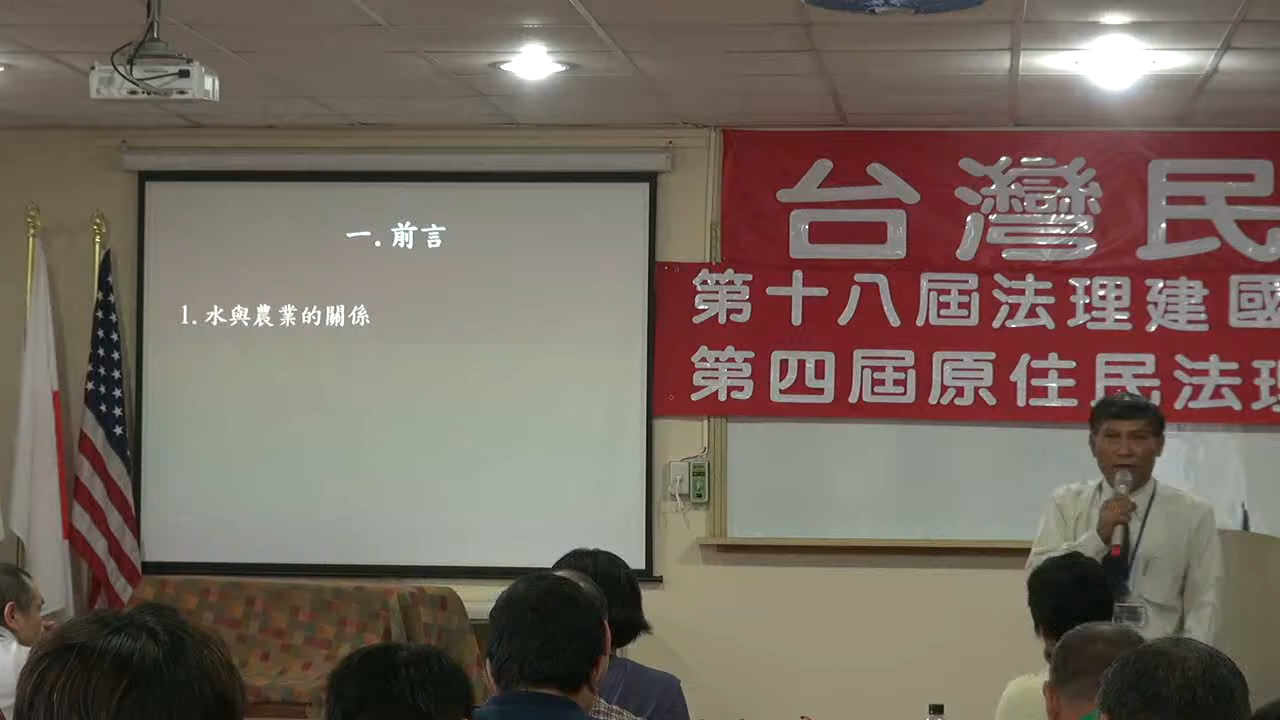 一.前言
1.水與農業的關係
台灣民
第十八屆法理建國
第四屆原住民法理